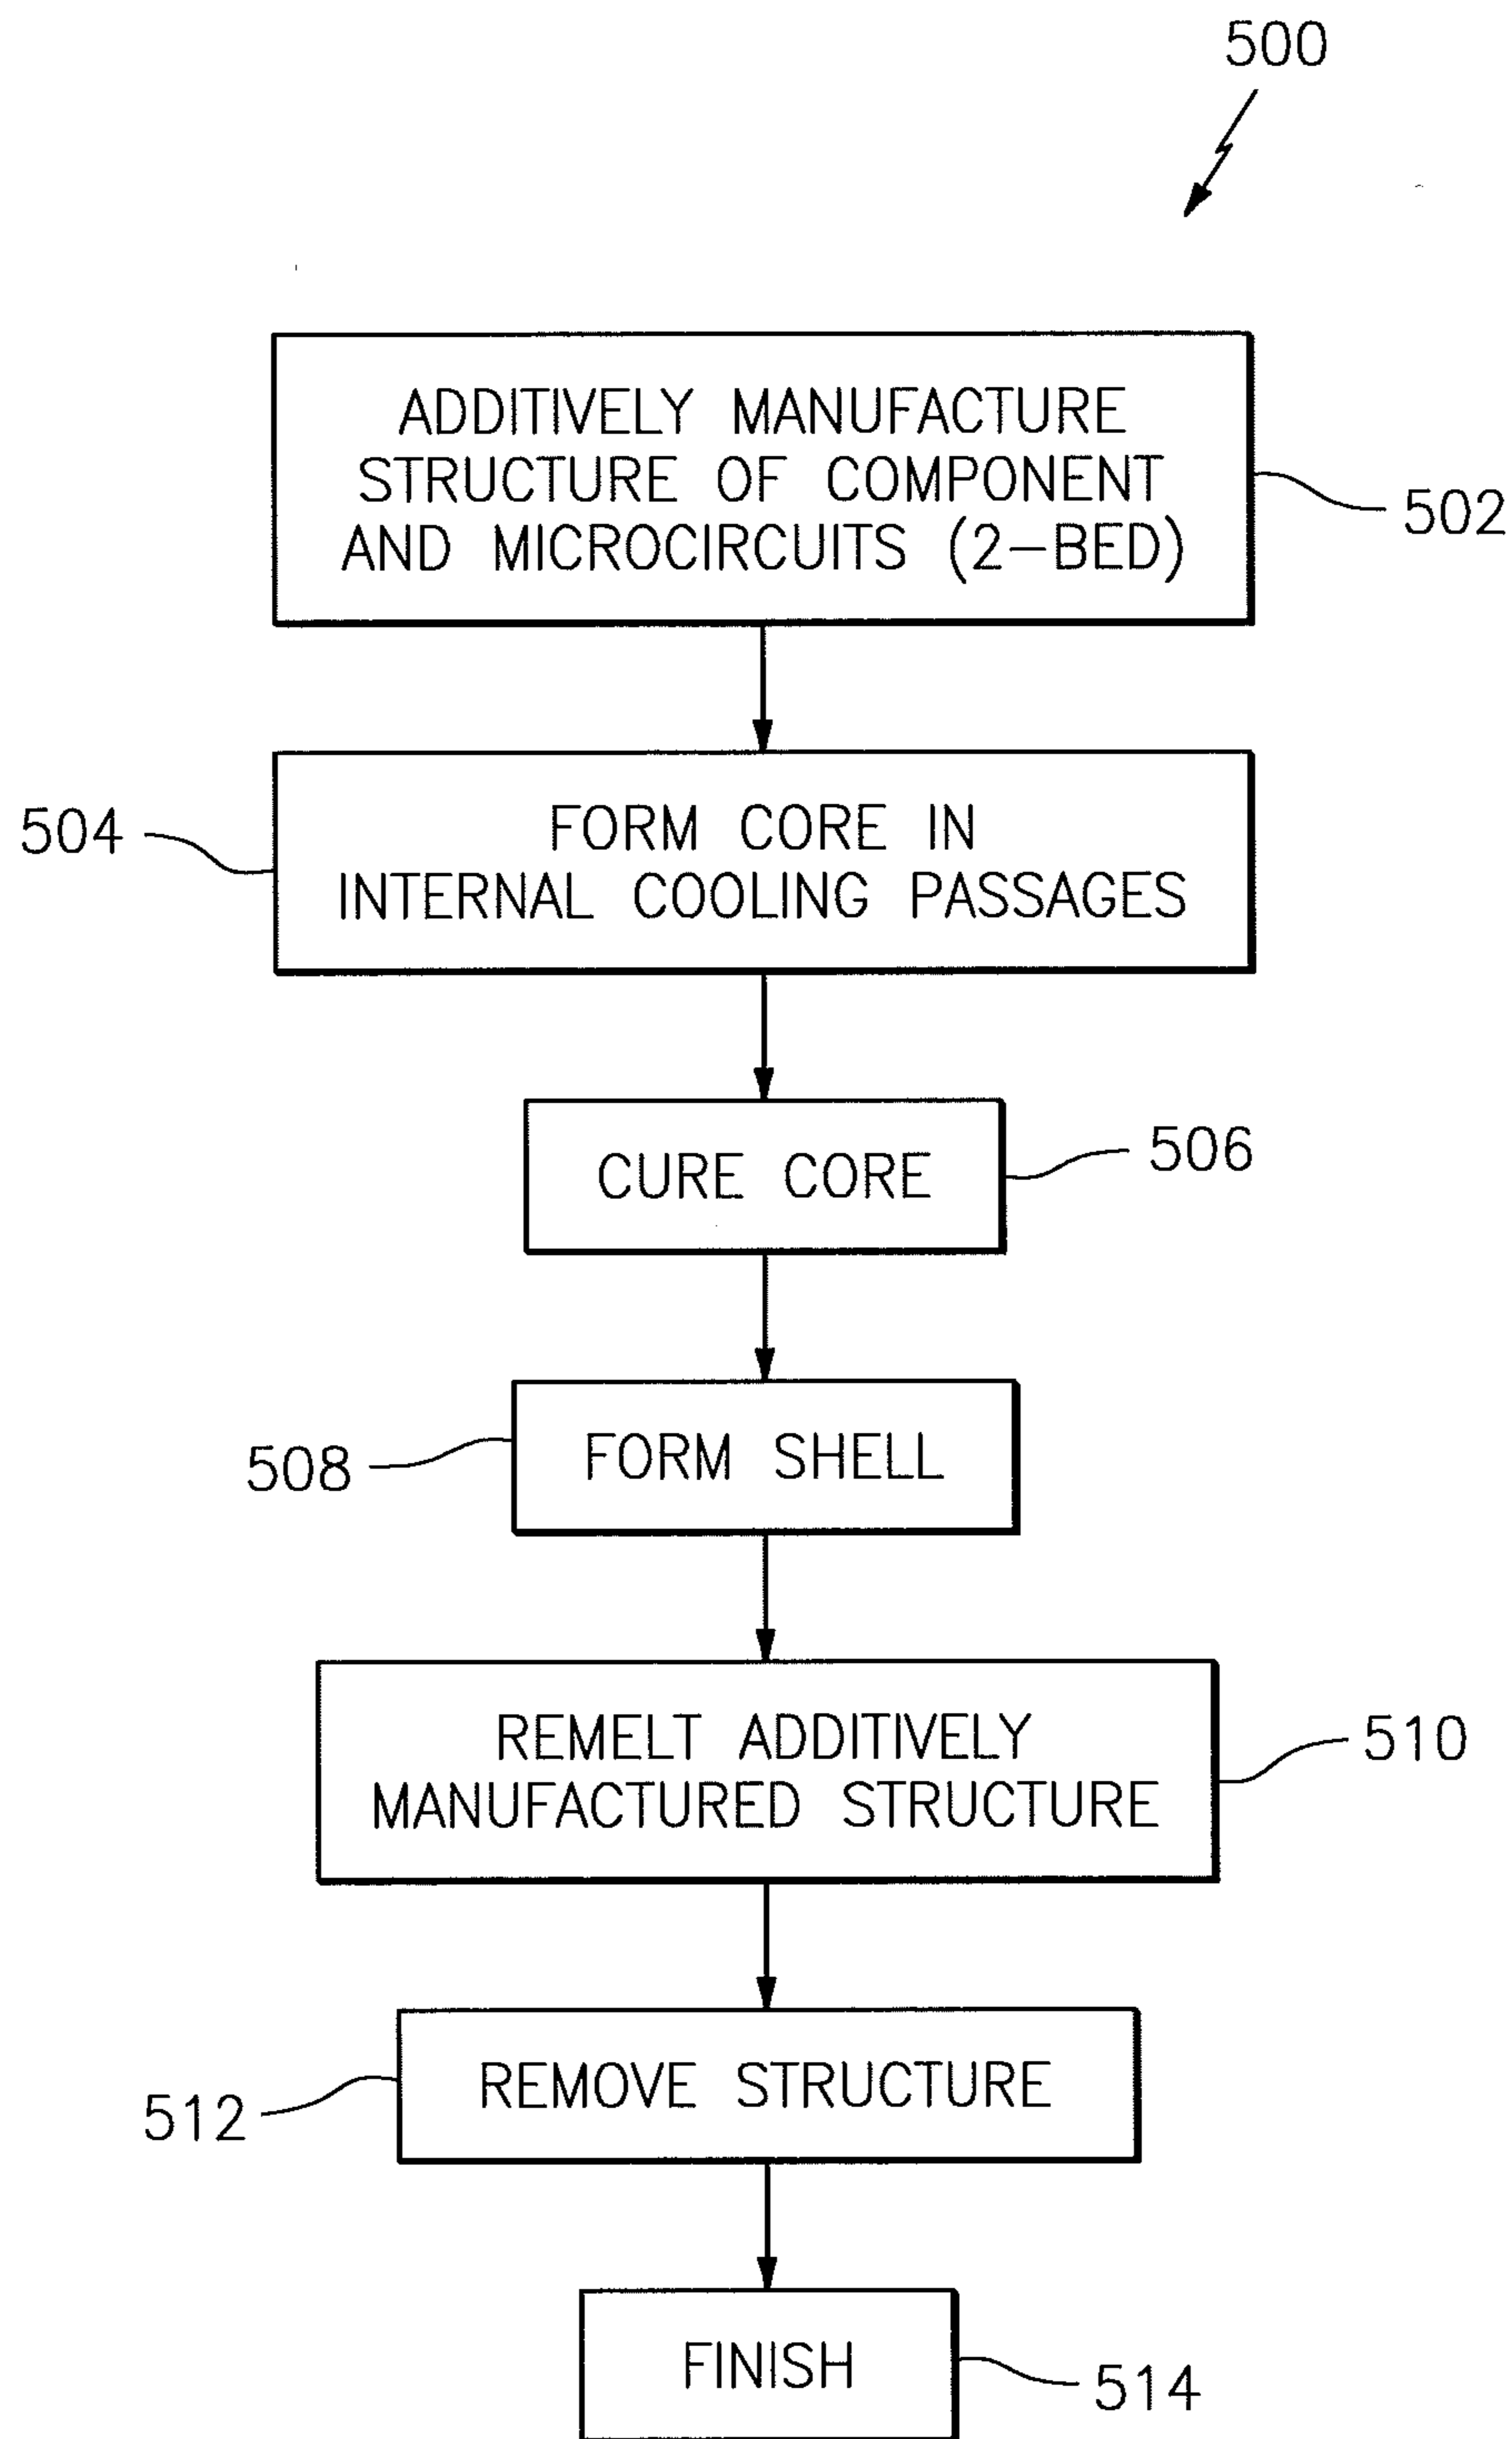 500
ADDITIVELY MANUFACTURE
STRUCTURE OF COMPONENT
AND MICROCIRCUITS (2-BED)
502
FORM CORE IN
INTERNAL COOLING PASSAGES
504
CURE CORE
506
FORM SHELL
508
REMELT ADDITIVELY
MANUFACTURED STRUCTURE
510
REMOVE STRUCTURE
512
FINISH
514